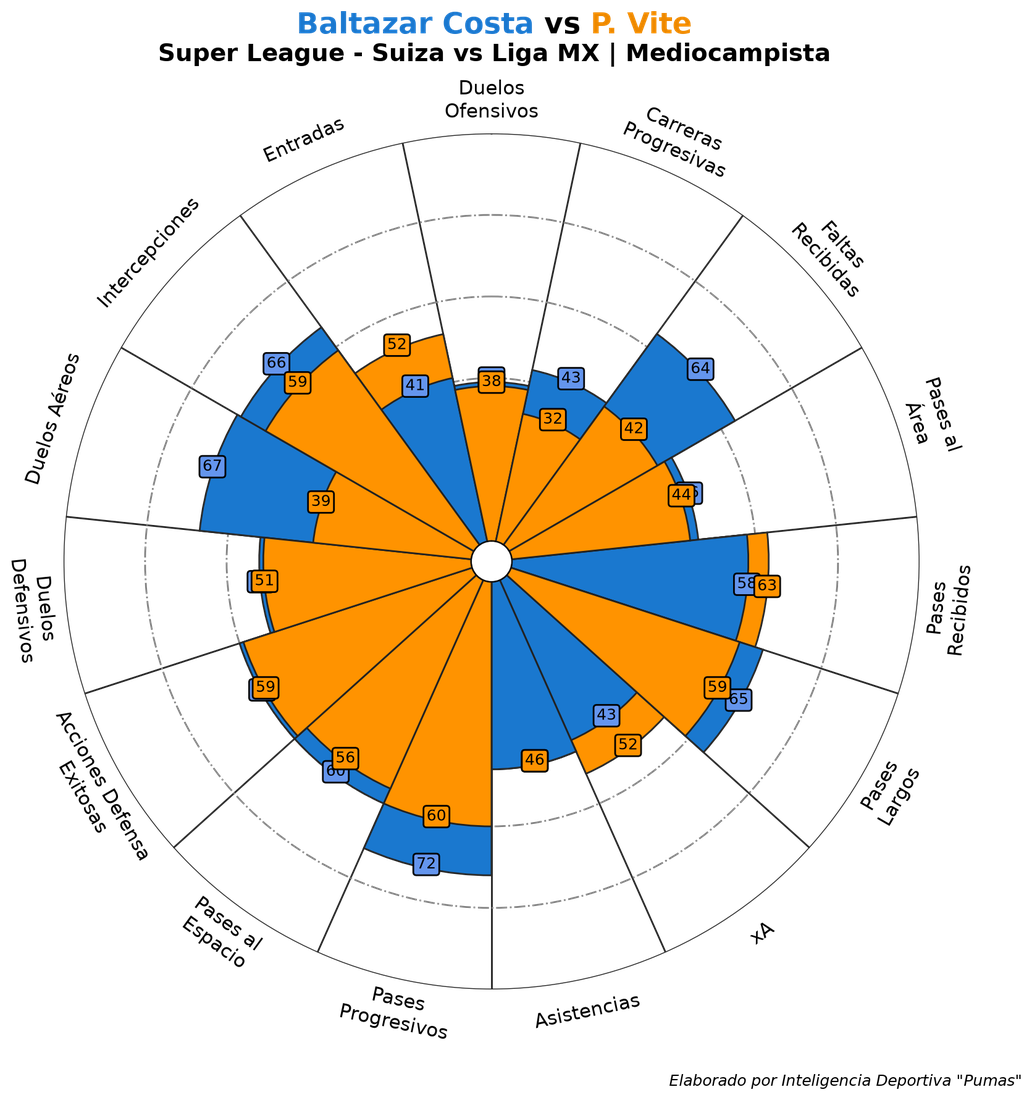 Baltazar Costa vs P. Vite
Super League - Suiza vs Liga MX | Mediocampista
Duelos
Ofensivos
Carreras
Progresivas
Faltas
Recibidas
Pases al
Área
Pases
Recibidos
Pases
Largos
xA
Asistencias
Pases
Progresivos
Pases al
Espacio
Acciones Defensa
Exitosas
Duelos
Defensivos
Duelos Aéreos
Intercepciones
Entradas
38
43
32
64
42
44
58
63
59
65
43
52
46
60
72
56
59
51
67
39
66
59
52
41
Elaborado por Inteligencia Deportiva "Pumas"